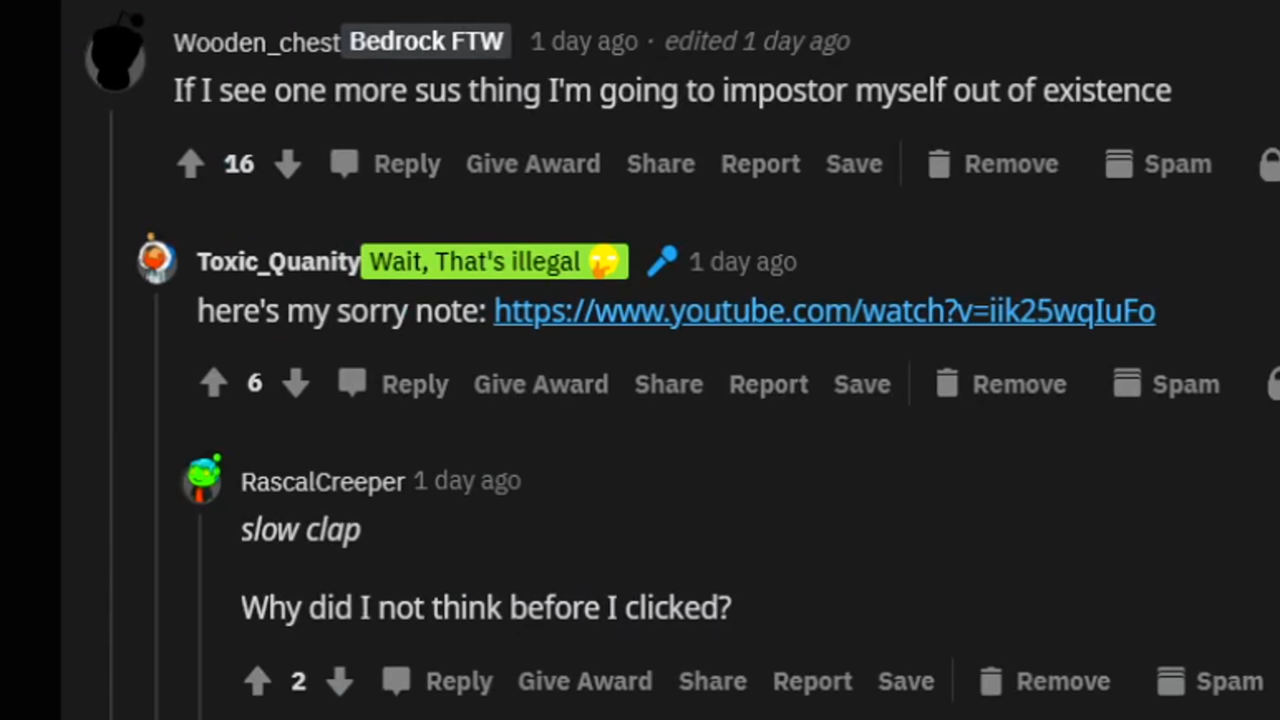 Wooden_chest Bedrock FTW 1 day ago · edited 1 day ago
If I see one more sus thing I'm going to impostor myself out of existence
16 Reply Give Award Share Report Save Remove Spam
Toxic_Quanity Wait, That's illegal 1 day ago
here's my sorry note: https://www.youtube.com/watch?v=iik25wqIuFo
6 Reply Give Award Share Report Save Remove Spam
RascalCreeper 1 day ago
slow clap
Why did I not think before I clicked?
2 Reply Give Award Share Report Save Remove Spam